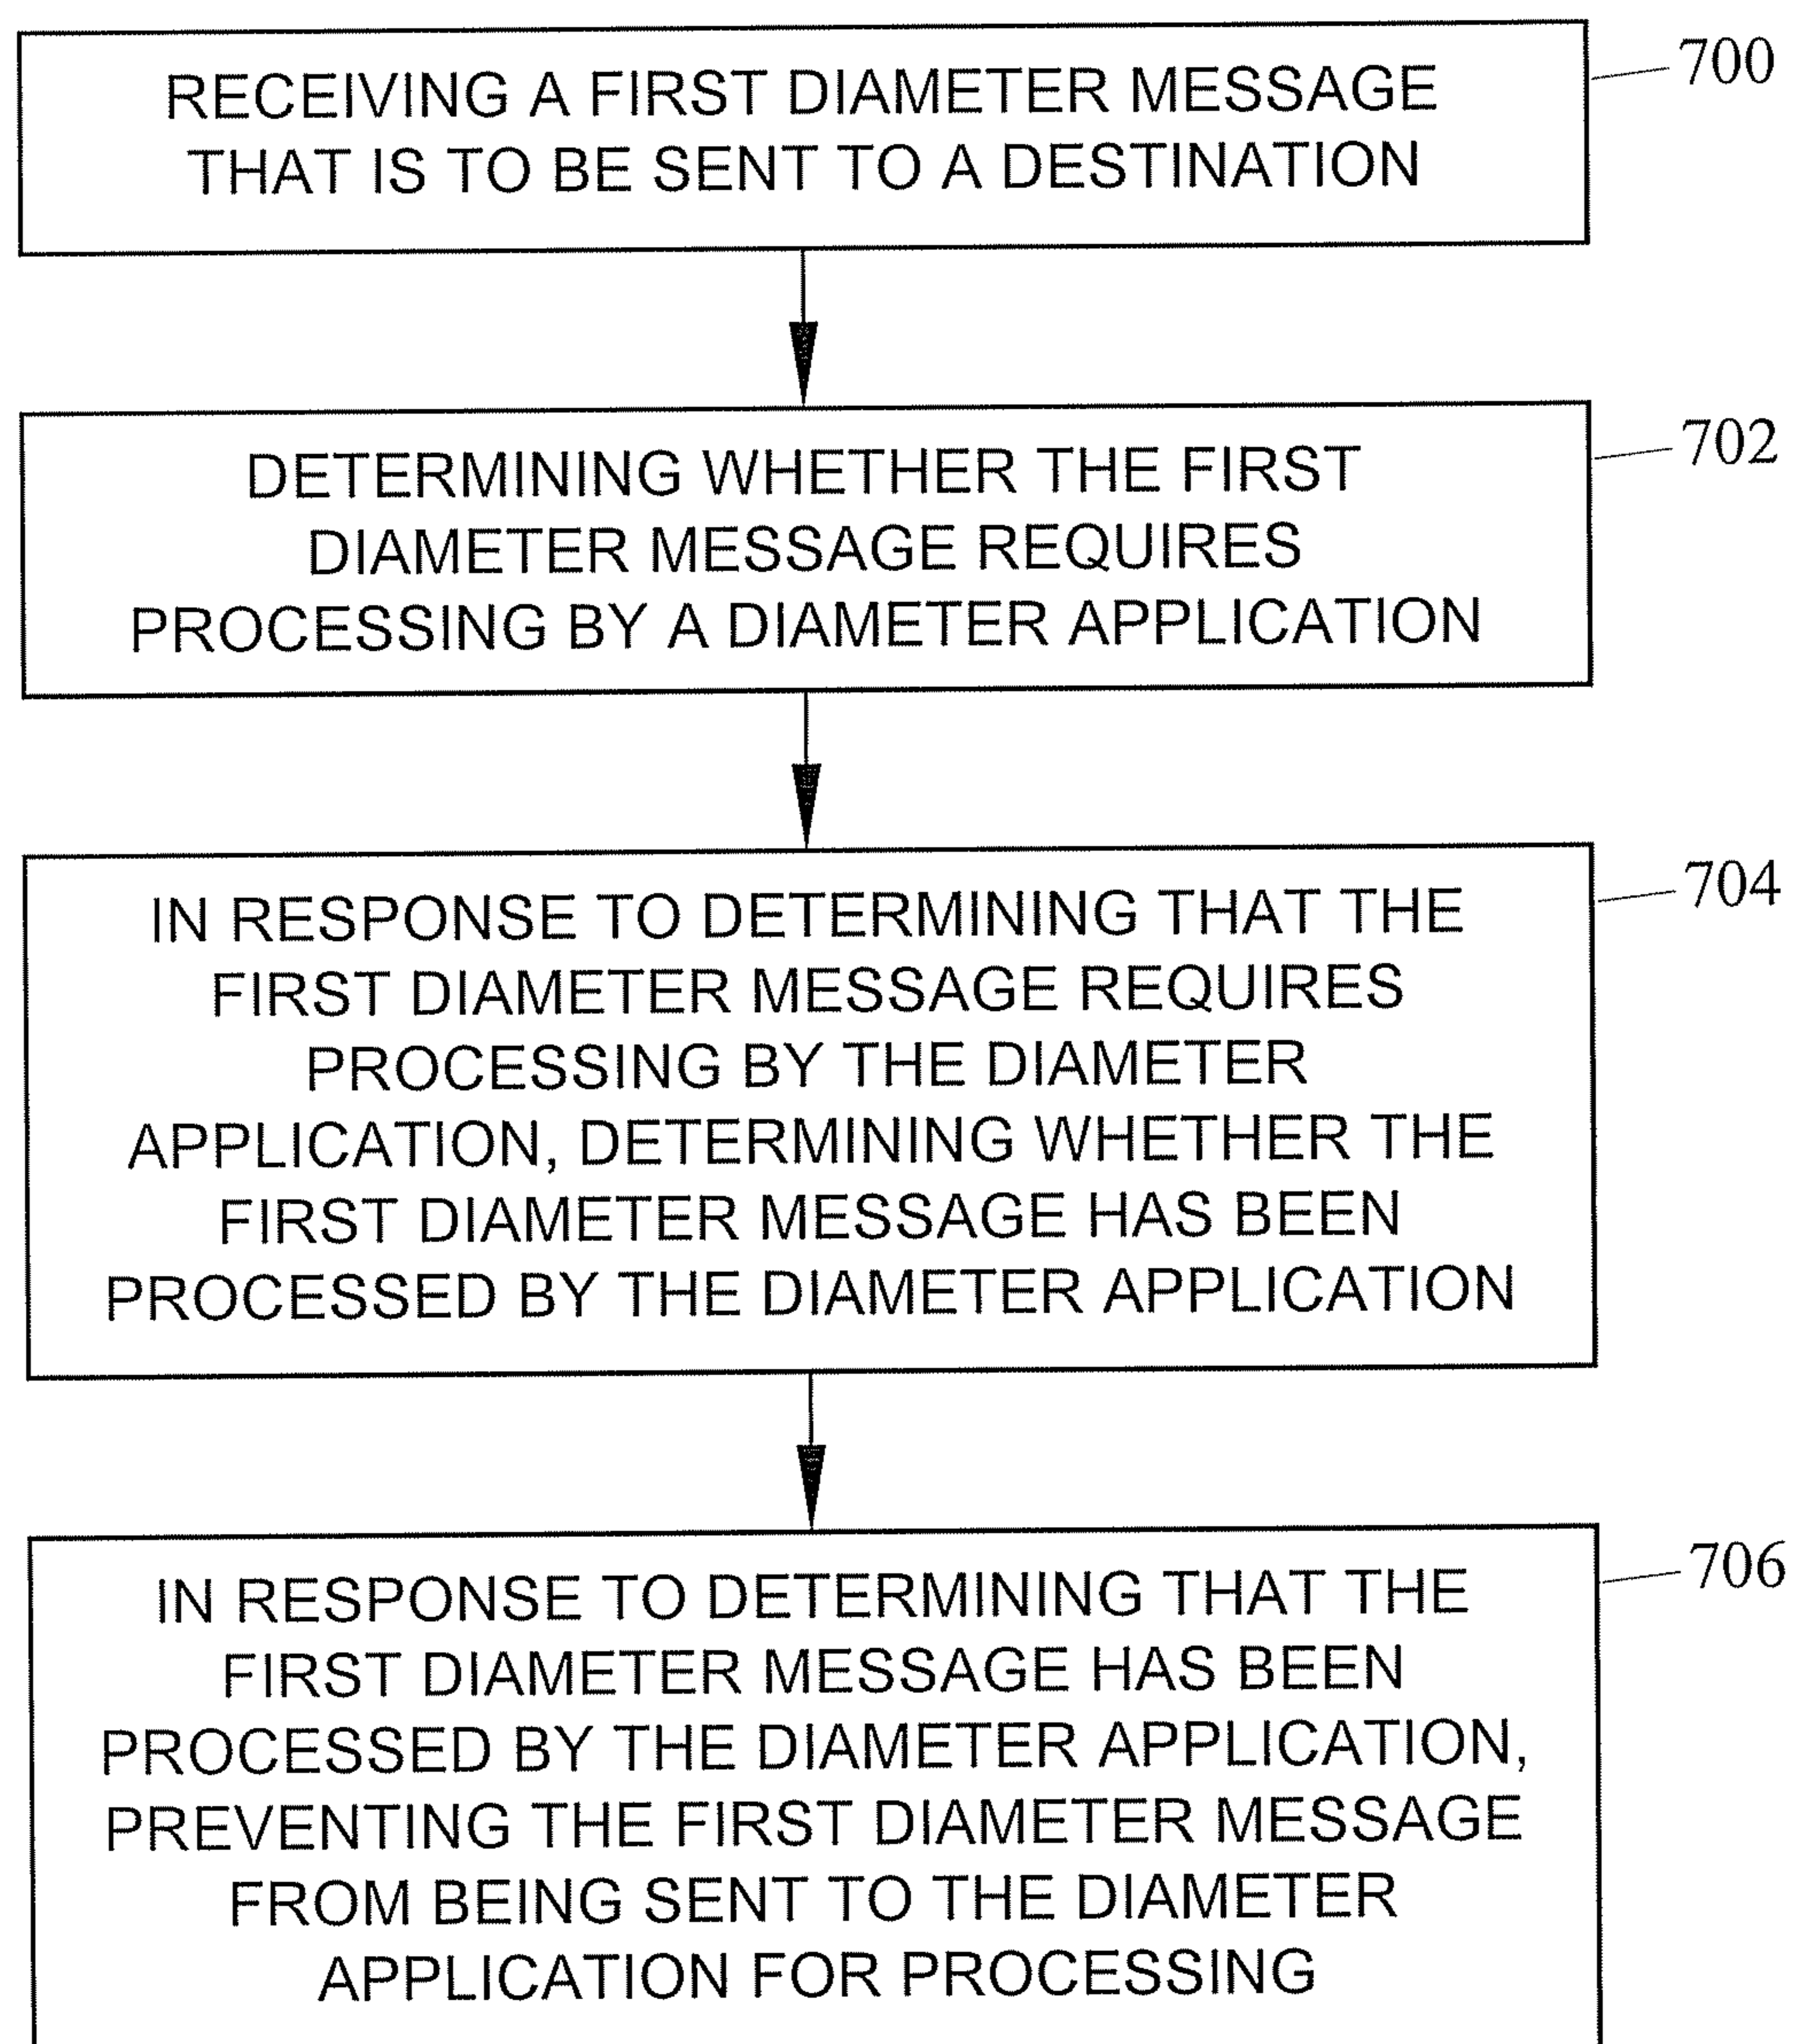 RECEIVING A FIRST DIAMETER MESSAGE
THAT IS TO BE SENT TO A DESTINATION
700
DETERMINING WHETHER THE FIRST
DIAMETER MESSAGE REQUIRES
PROCESSING BY A DIAMETER APPLICATION
702
IN RESPONSE TO DETERMINING THAT THE
FIRST DIAMETER MESSAGE REQUIRES
PROCESSING BY THE DIAMETER
APPLICATION, DETERMINING WHETHER THE
FIRST DIAMETER MESSAGE HAS BEEN
PROCESSED BY THE DIAMETER APPLICATION
704
IN RESPONSE TO DETERMINING THAT THE
FIRST DIAMETER MESSAGE HAS BEEN
PROCESSED BY THE DIAMETER APPLICATION,
PREVENTING THE FIRST DIAMETER MESSAGE
FROM BEING SENT TO THE DIAMETER
APPLICATION FOR PROCESSING
706